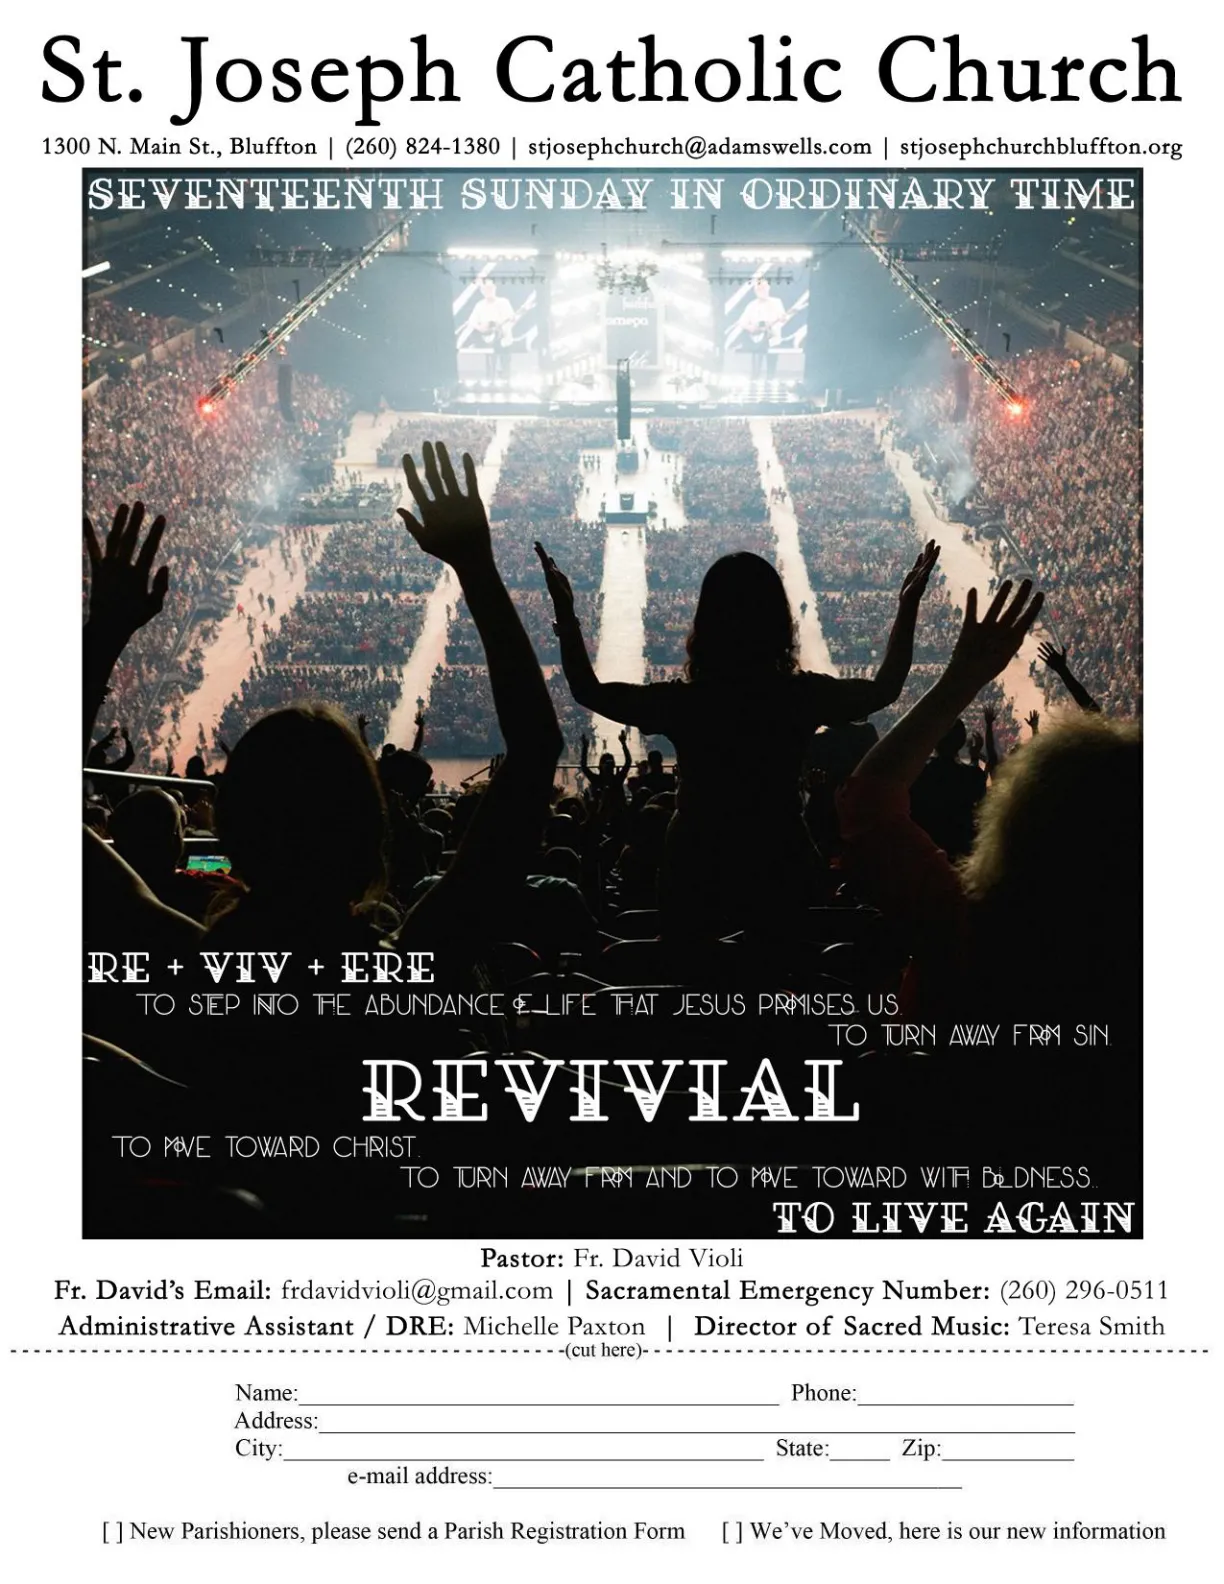 St. Joseph Catholic Church
1300 N. Main St., Bluffton | (260) 824-1380 | stjosephchurch@adamswells.com | stjosephchurchbluffton.org
SEVENTEENTH SUNDAY IN ORDINARY TIME
RE + VIV + ERE
TO STEP INTO THE ABUNDANCE OF LIFE THAT JESUS PROMISES US.
TO TURN AWAY FROM SIN.
REVIVIAL
TO MOVE TOWARD CHRIST.
TO TURN AWAY FROM AND TO MOVE TOWARD WITH BOLDNESS..
TO LIVE AGAIN
Pastor: Fr. David Violi
Fr. David's Email: frdavidvioli@gmail.com | Sacramental Emergency Number: (260) 296-0511
Administrative Assistant / DRE: Michelle Paxton | Director of Sacred Music: Teresa Smith
(cut here)
Name: Phone:
Address:
City: State: Zip:
e-mail address:
[ ] New Parishioners, please send a Parish Registration Form [ ] We've Moved, here is our new information